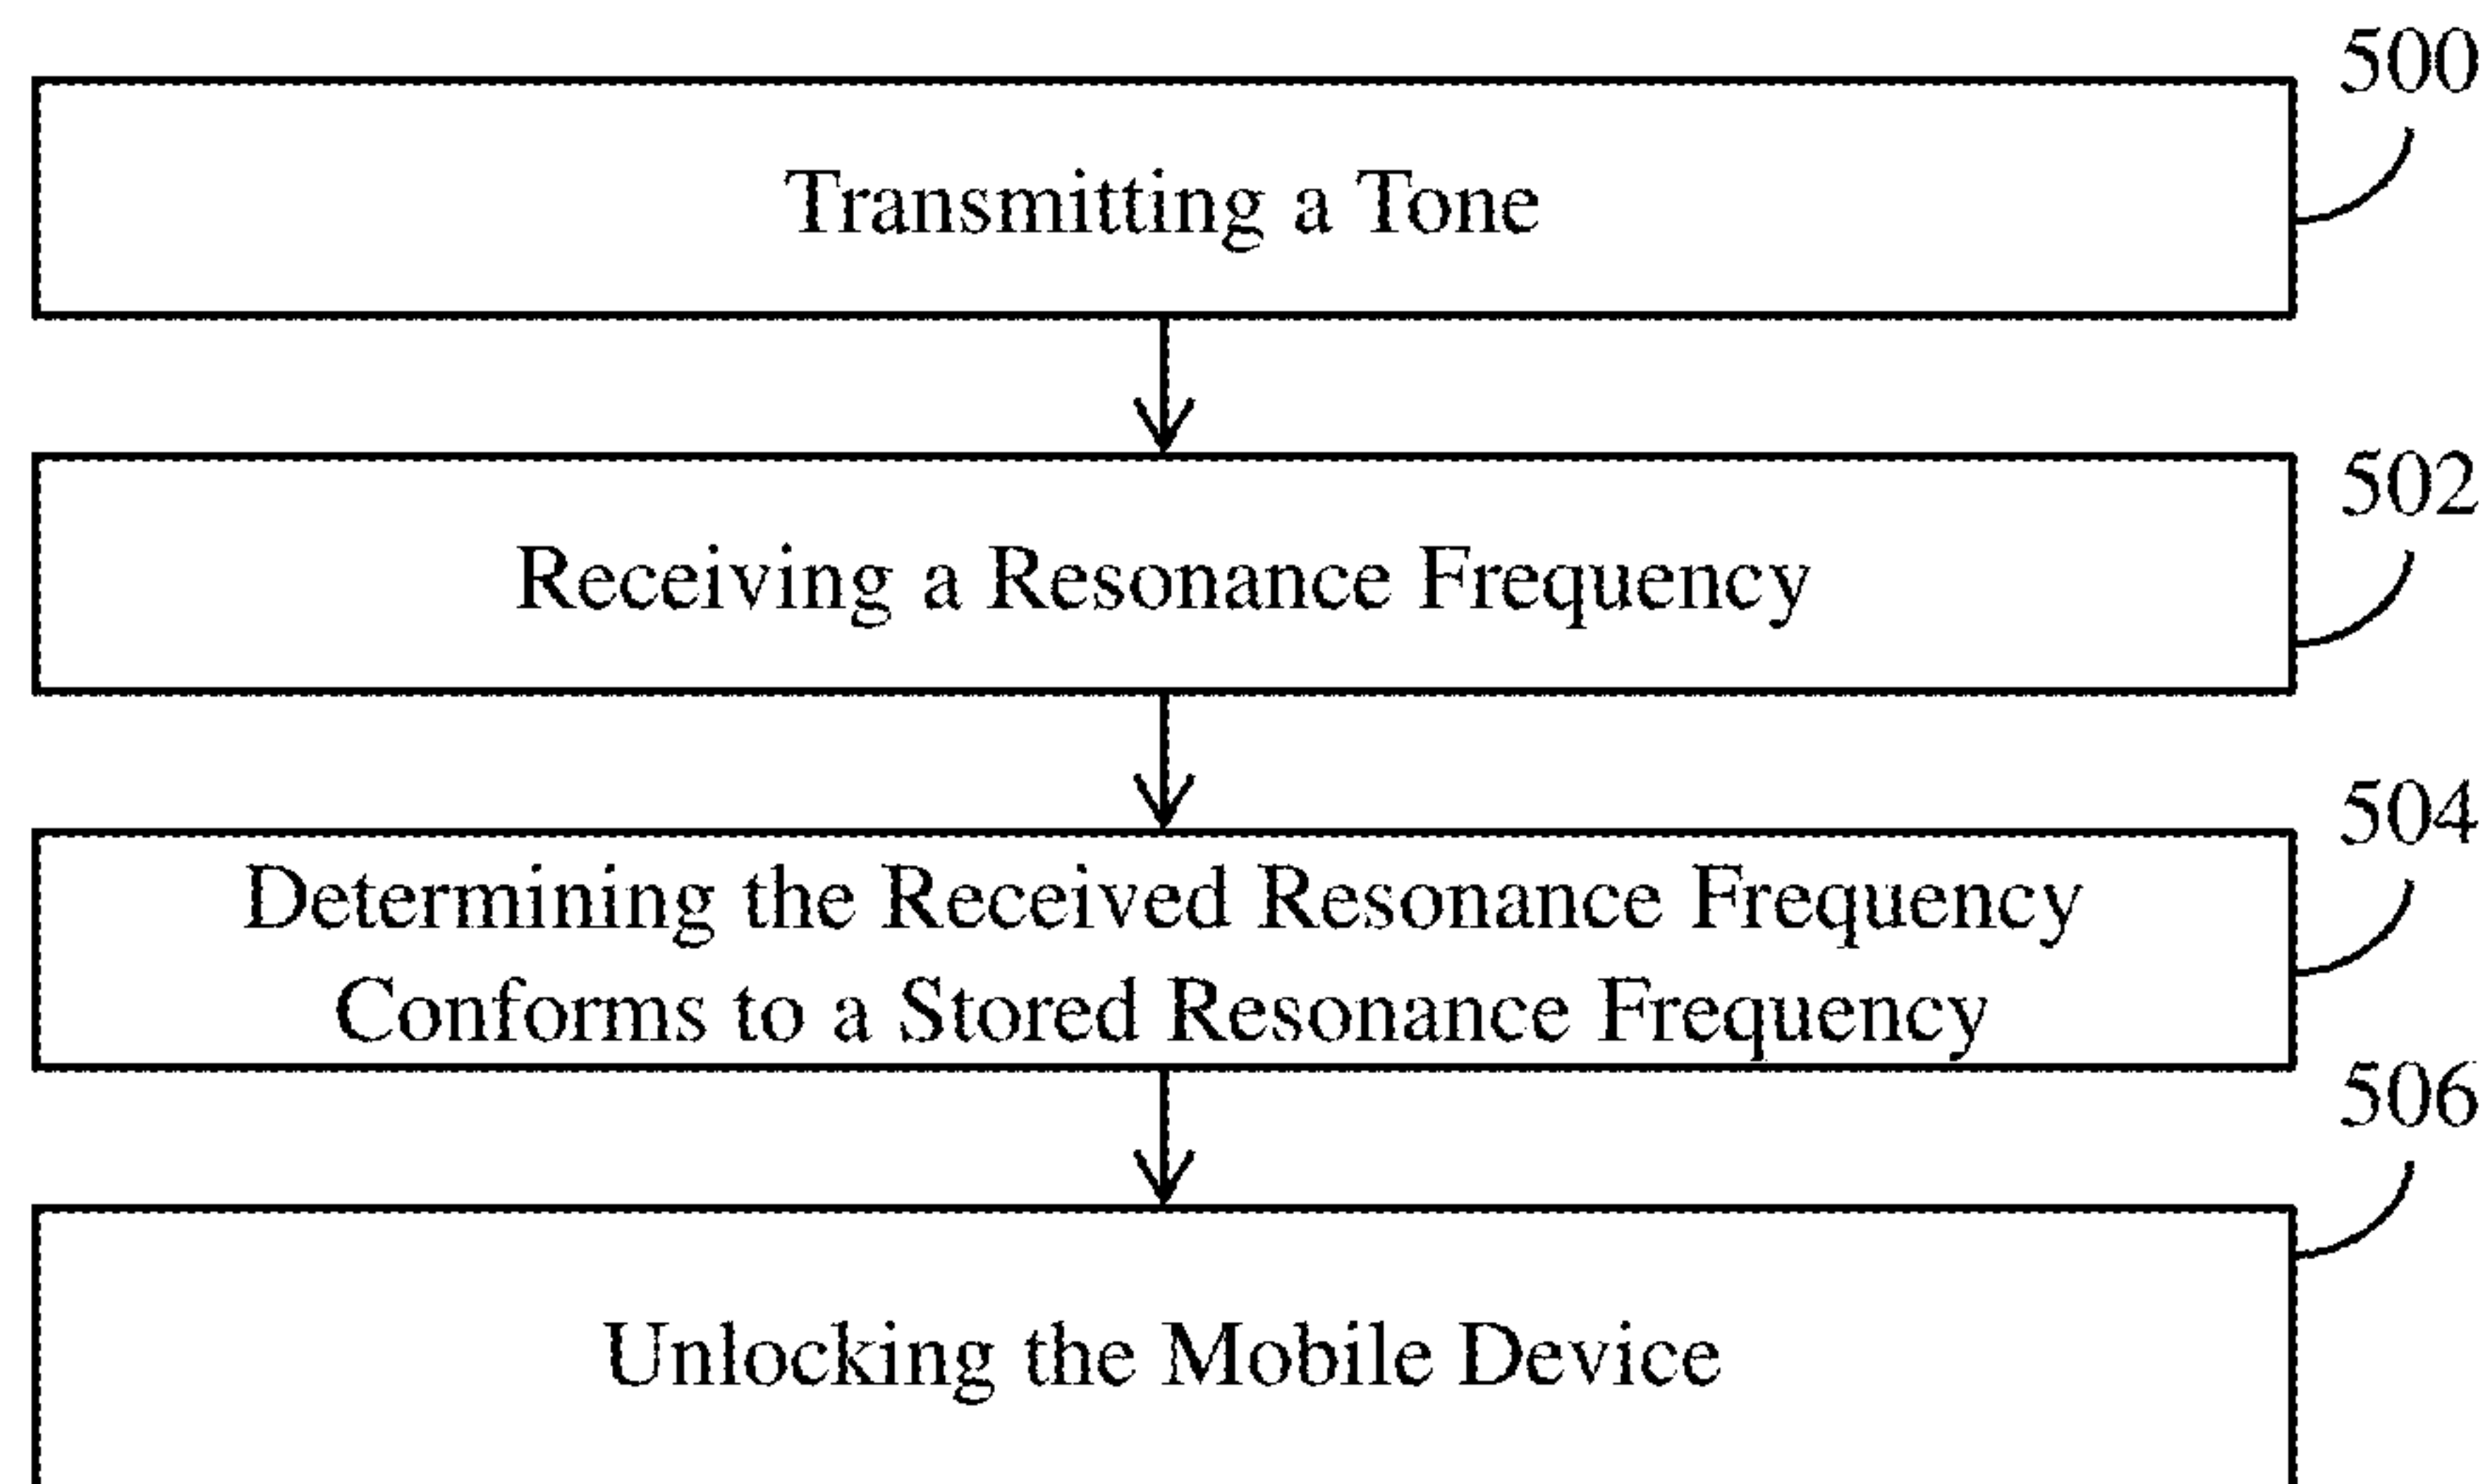 500
Transmitting a Tone
502
Receiving a Resonance Frequency
504
Determining the Received Resonance Frequency
Conforms to a Stored Resonance Frequency
506
Unlocking the Mobile Device